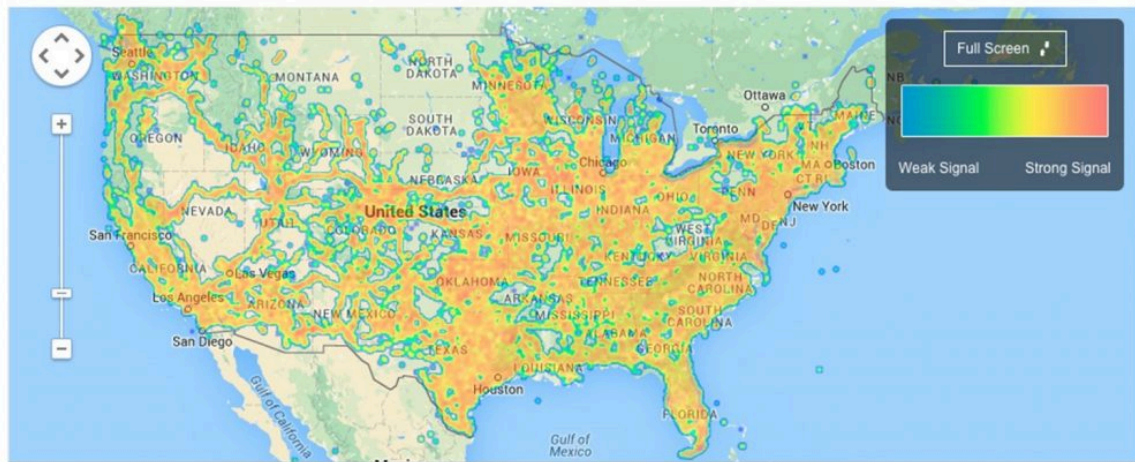 Full Screen
Weak Signal
Strong Signal
Seattle
WASHINGTON
MONTANA
NORTH
DAKOTA
MINNESOTA
Ottawa
NB
MAINE
OREGON
IDAHO
SOUTH
DAKOTA
WISCONSIN
MICHIGAN
Toronto
WYOMING
NEW YORK
NH
MA
Boston
CT RI
IOWA
Chicago
NEBRASKA
ILLINOIS
INDIANA
OHIO
PENN
New York
NEVADA
UTAH
United States
COLORADO
KANSAS
MISSOURI
WEST
VIRGINIA
MD
DE NJ
San Francisco
KENTUCKY
VIRGINIA
CALIFORNIA
Las Vegas
OKLAHOMA
TENNESSEE
NORTH
CAROLINA
Los Angeles
ARIZONA
NEW MEXICO
ARKANSAS
MISSISSIPPI
SOUTH
CAROLINA
San Diego
TEXAS
ALABAMA
GEORGIA
LOUISIANA
Houston
FLORIDA
Gulf of California
Gulf of
Mexico